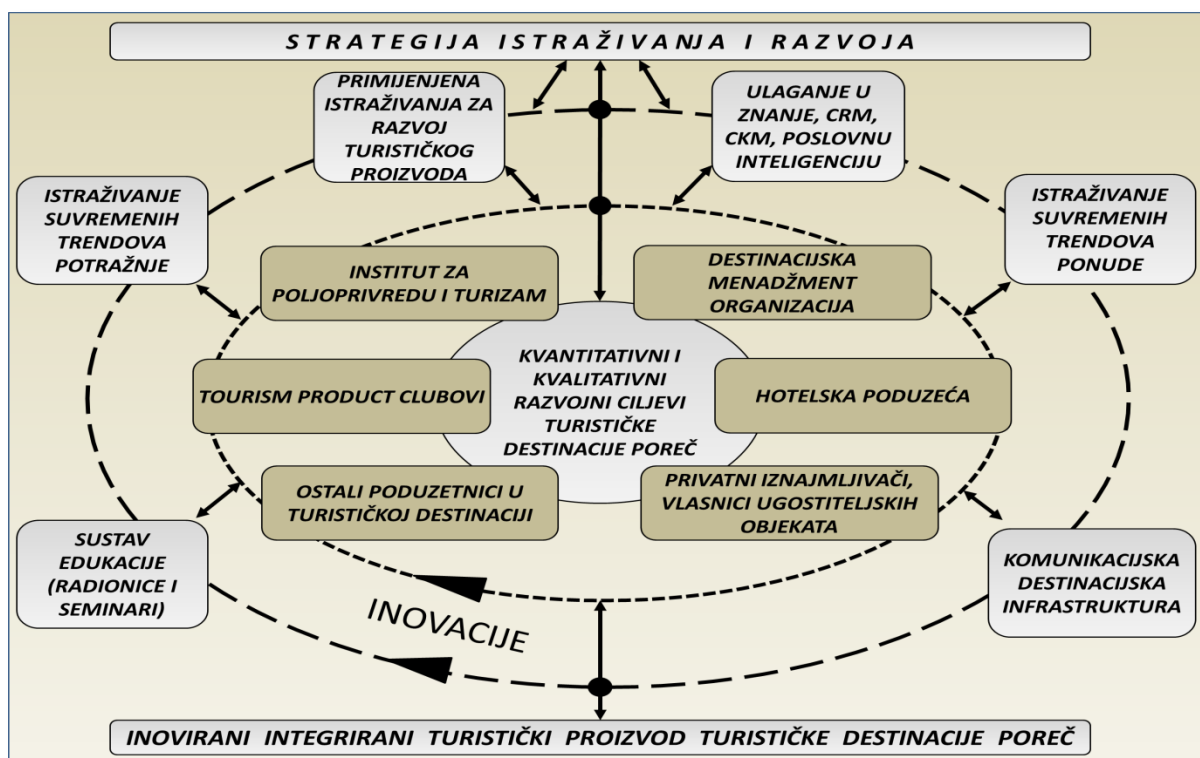 STRATEGIJA ISTRAŽIVANJA I RAZVOJA
PRIMIJENJENA
ISTRAŽIVANJA ZA
RAZVOJ
TURISTIČKOG
PROIZVODA
ULAGANJE U
ZNANJE, CRM,
CKM, POSLOVNU
INTELIGENCIJU
ISTRAŽIVANJE
SUVREMENIH
TRENDOVA
POTRAŽNJE
ISTRAŽIVANJE
SUVREMENIH
TRENDOVA
PONUDE
INSTITUT ZA
POLJOPRIVREDU I TURIZAM
DESTINACIJSKA
MENADŽMENT
ORGANIZACIJA
TOURISM PRODUCT CLUBOVI
KVANTITATIVNI I
KVALITATIVNI
RAZVOJNI CILJEVI
TURISTIČKE
DESTINACIJE POREČ
HOTELSKA PODUZEĆA
OSTALI PODUZETNICI U
TURISTIČKOJ DESTINACIJI
PRIVATNI IZNAJMLJIVAČI,
VLASNICI UGOSTITELJSKIH
OBJEKATA
SUSTAV
EDUKACIJE
(RADIONICE I
SEMINARI)
KOMUNIKACIJSKA
DESTINACIJSKA
INFRASTRUKTURA
INOVACIJE
INOVIRANI INTEGRIRANI TURISTIČKI PROIZVOD TURISTIČKE DESTINACIJE POREČ